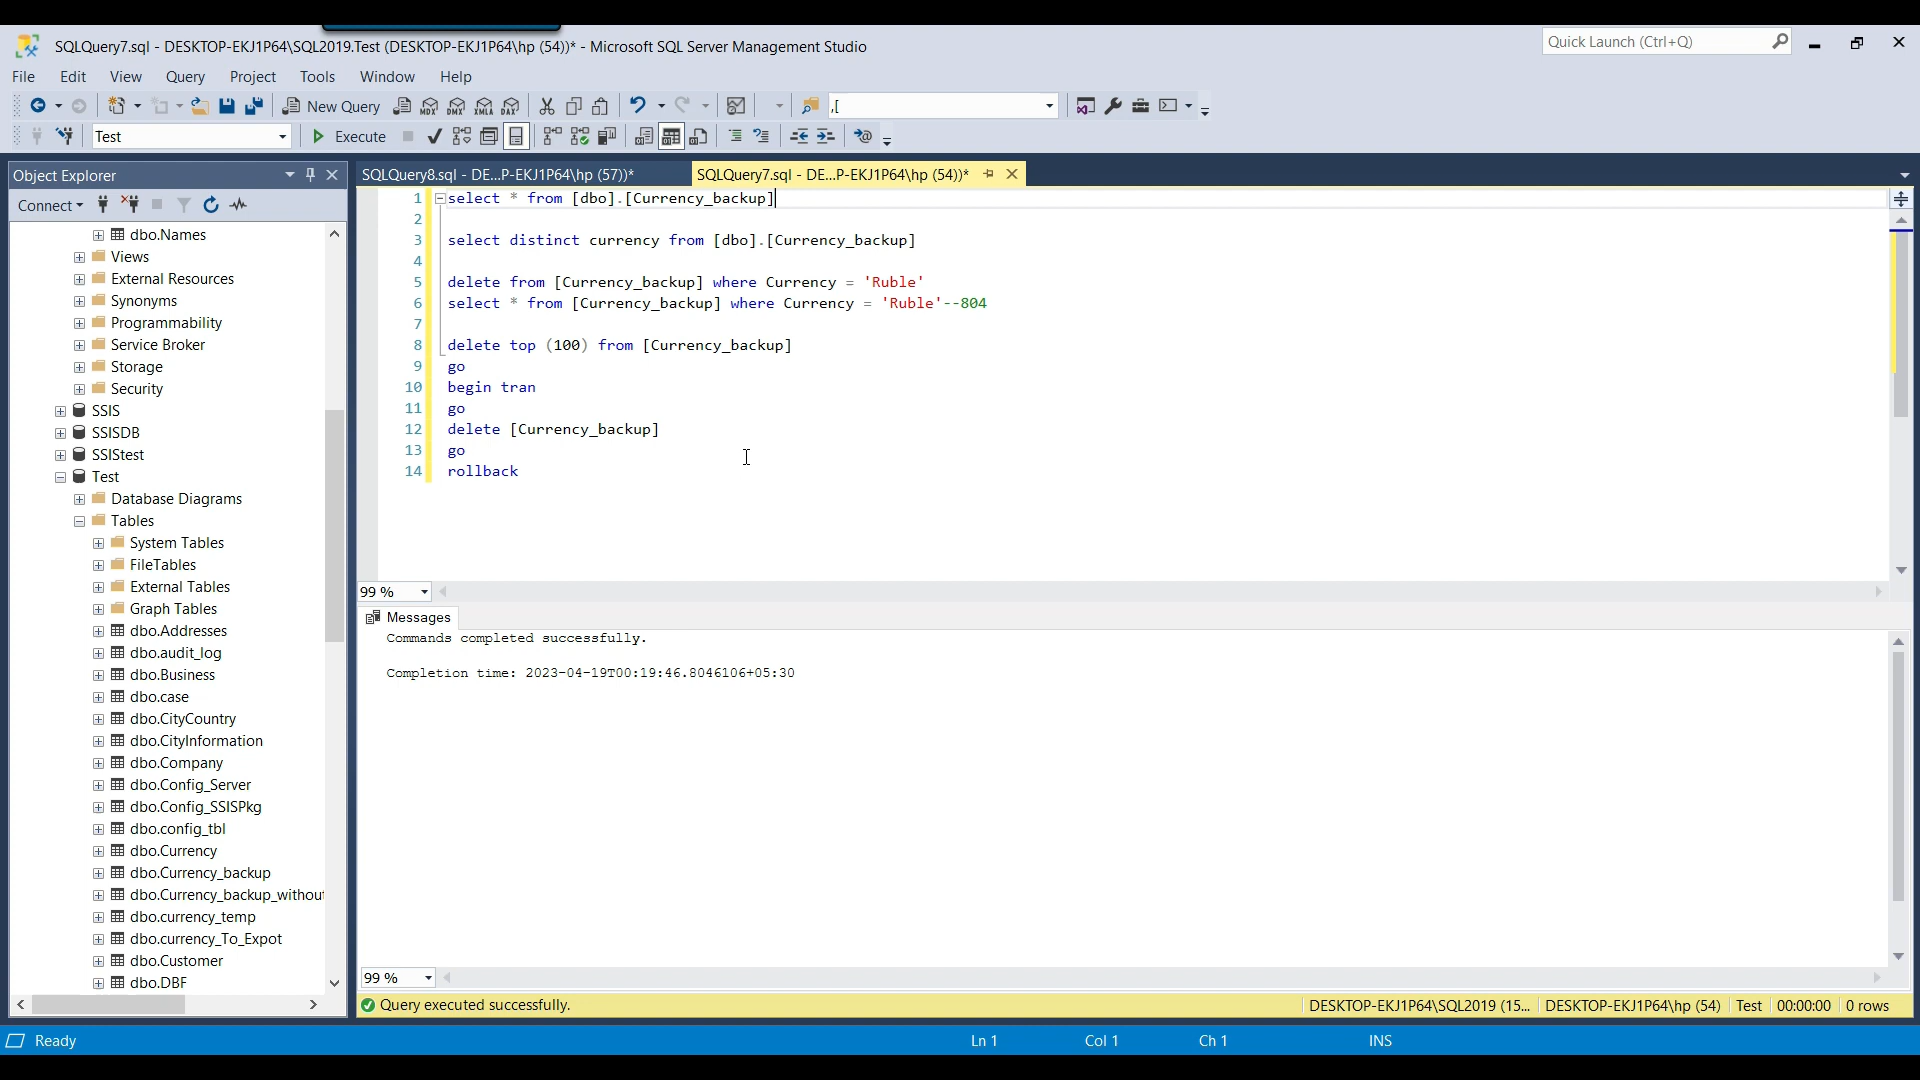 SQLQuery7.sql - DESKTOP-EKJ1P64\SQL2019.Test (DESKTOP-EKJ1P64\hp (54))* - Microsoft SQL Server Management Studio
Quick Launch (Ctrl+Q)
File Edit View Query Project Tools Window Help
New Query MDX DMX XMLA DAX ,[
Test Execute
Object Explorer
Connect
dbo.Names
Views
External Resources
Synonyms
Programmability
Service Broker
Storage
Security
SSIS
SSISDB
SSIStest
Test
Database Diagrams
Tables
System Tables
FileTables
External Tables
Graph Tables
dbo.Addresses
dbo.audit_log
dbo.Business
dbo.case
dbo.CityCountry
dbo.CityInformation
dbo.Company
dbo.Config_Server
dbo.Config_SSISPkg
dbo.config_tbl
dbo.Currency
dbo.Currency_backup
dbo.Currency_backup_without
dbo.currency_temp
dbo.currency_To_Expot
dbo.Customer
dbo.DBF
SQLQuery8.sql - DE...P-EKJ1P64\hp (57))*
SQLQuery7.sql - DE...P-EKJ1P64\hp (54))*
1 select * from [dbo].[Currency_backup]
2
3 select distinct currency from [dbo].[Currency_backup]
4
5 delete from [Currency_backup] where Currency = 'Ruble'
6 select * from [Currency_backup] where Currency = 'Ruble'--804
7
8 delete top (100) from [Currency_backup]
9 go
10 begin tran
11 go
12 delete [Currency_backup]
13 go
14 rollback
99 %
Messages
Commands completed successfully.
Completion time: 2023-04-19T00:19:46.8046106+05:30
99 %
Query executed successfully.
DESKTOP-EKJ1P64\SQL2019 (15... DESKTOP-EKJ1P64\hp (54) Test 00:00:00 0 rows
Ready Ln 1 Col 1 Ch 1 INS